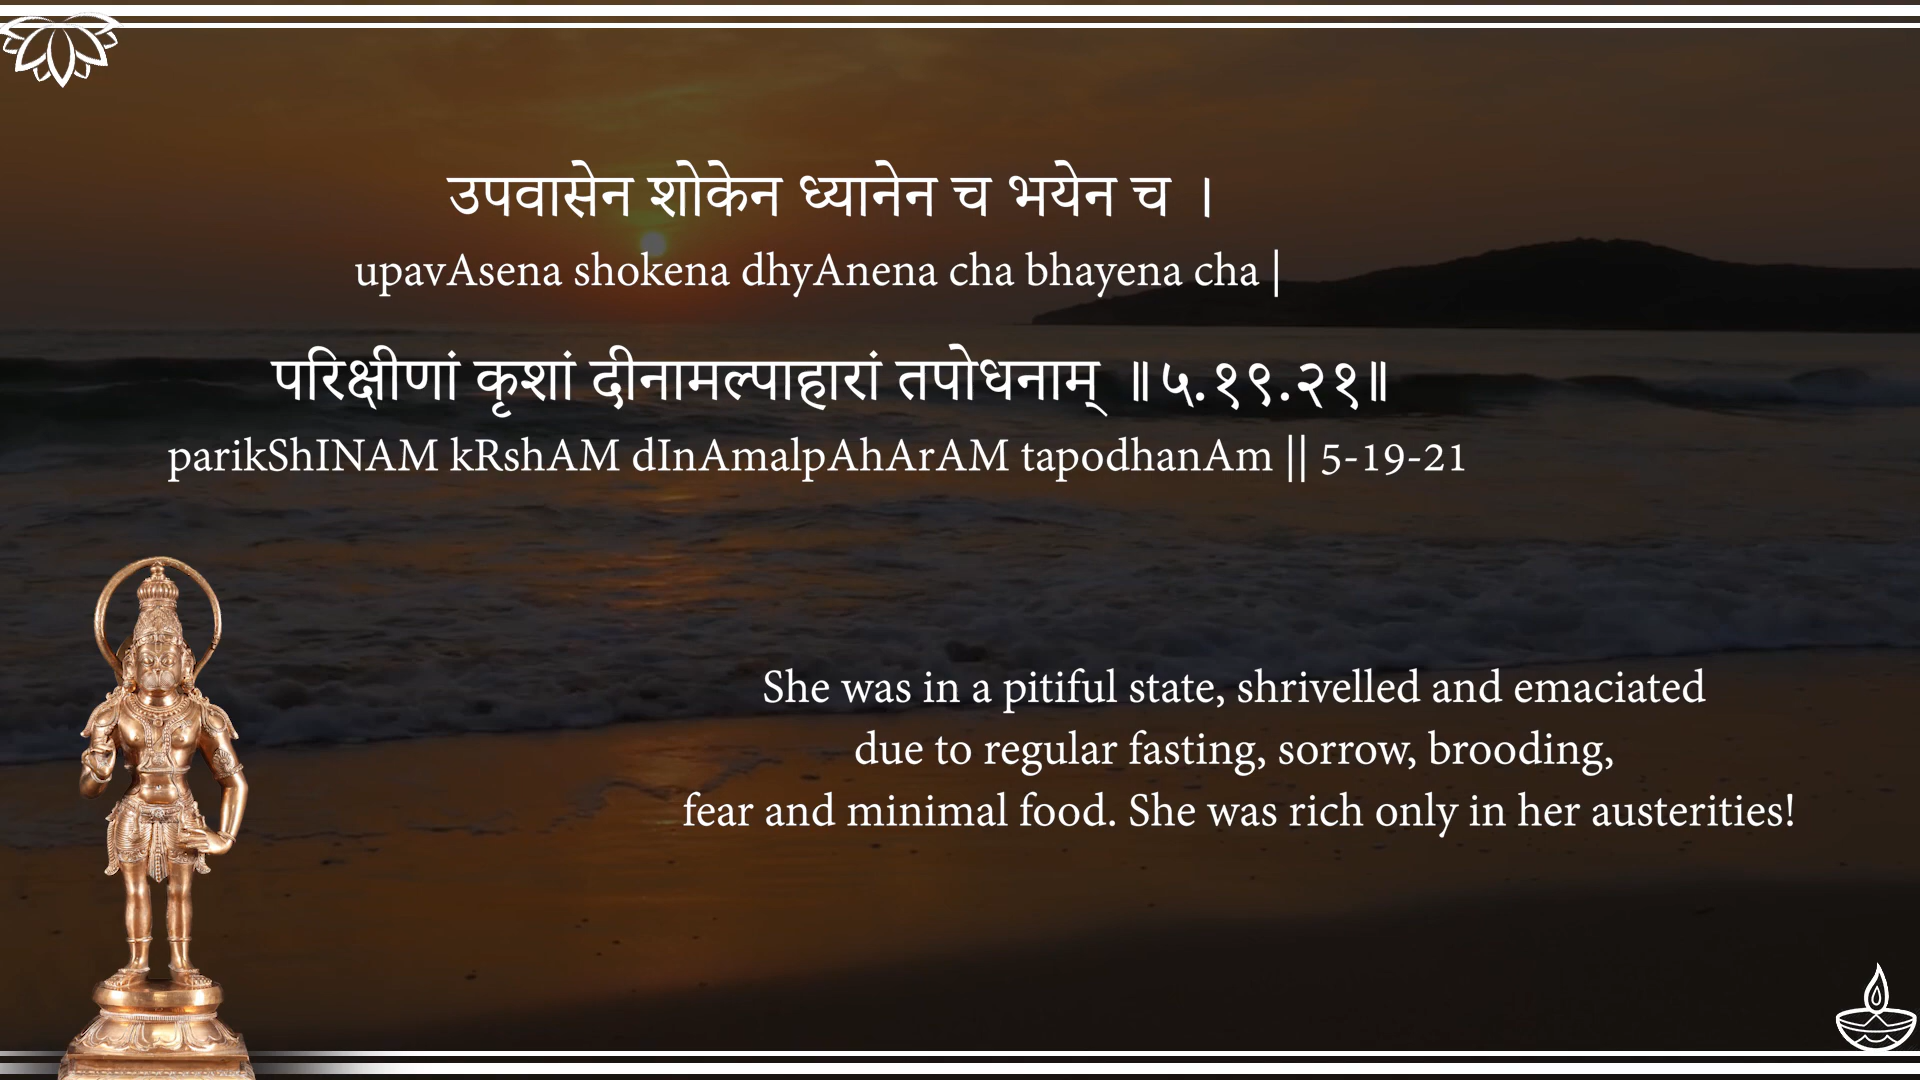 उपवासेन शोकेन ध्यानेन च भयेन च ।
upavAsena shokena dhyAnena cha bhayena cha |
परिक्षीणां कृशां दीनामल्पाहारां तपोधनाम् ॥५.१९.२१॥
parikShINAM kRshAM dInAmalpAhArAM tapodhanAm || 5-19-21
She was in a pitiful state, shrivelled and emaciated
due to regular fasting, sorrow, brooding,
fear and minimal food. She was rich only in her austerities!